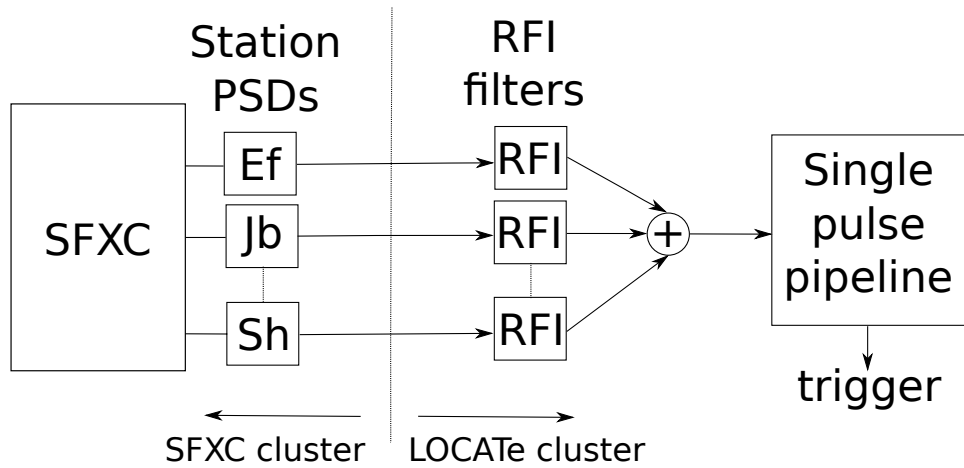 Station
PSDs
RFI
filters
SFXC
Ef
Jb
Sh
RFI
RFI
RFI
+
Single
pulse
pipeline
trigger
SFXC cluster
LOCATe cluster